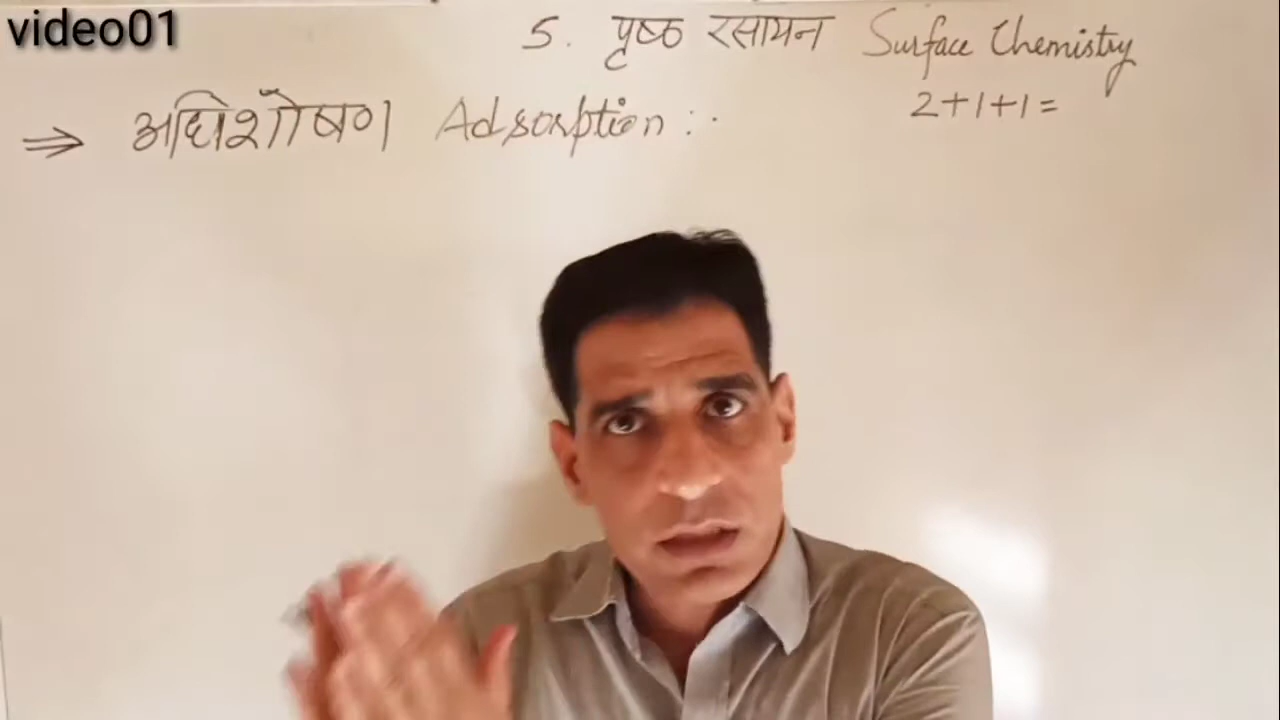 video01
5. पृष्ठ रसायन Surface Chemistry
2+1+1=
⇒ अधिशोषण Adsorption :-